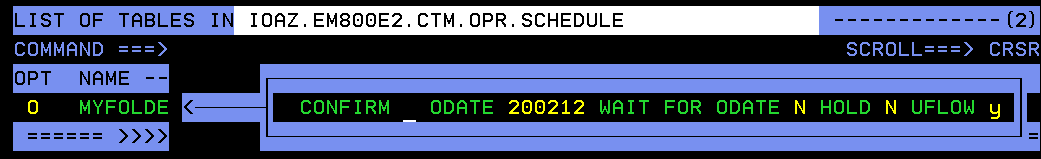 LIST OF TABLES IN IOAZ.EM800E2.CTM.OPR.SCHEDULE -------------(2)
COMMAND ===> SCROLL===> CRSR
OPT NAME --
O MYFOLDE <——— CONFIRM _ ODATE 200212 WAIT FOR ODATE N HOLD N UFLOW y
====== >>>> =